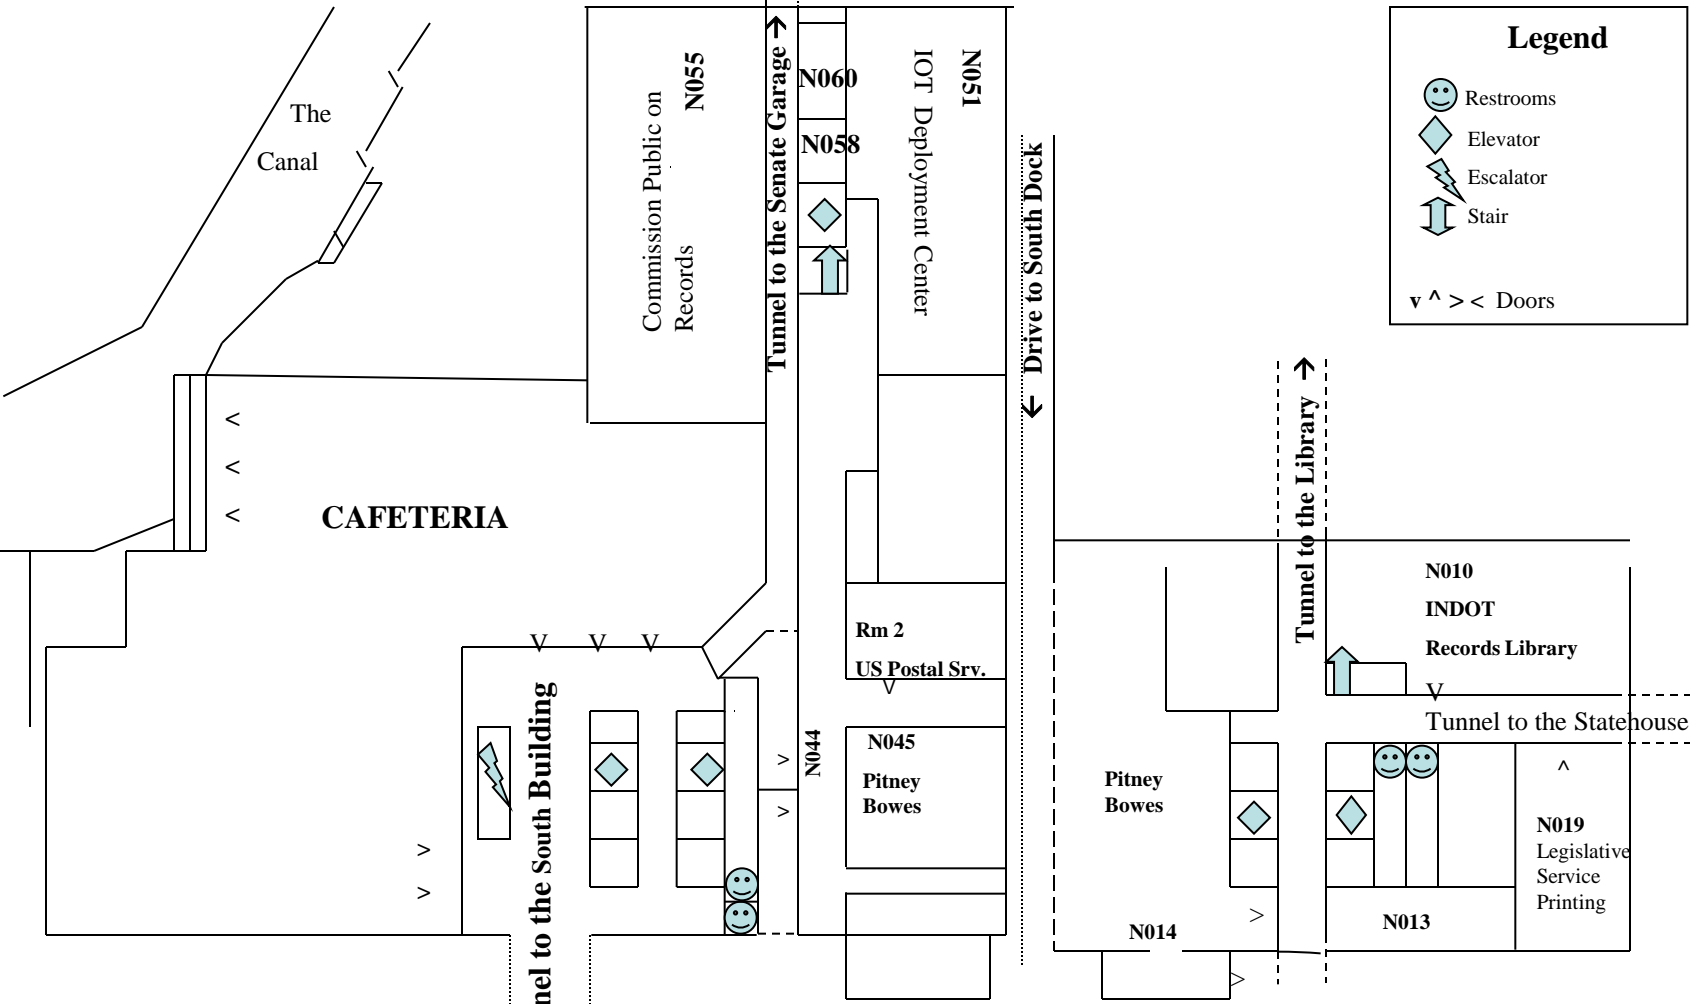 The
Canal
Commission Public on
Records
N055
Tunnel to the Senate Garage →
N060
N058
IOT Deployment Center
N051
← Drive to South Dock
Legend
Restrooms
Elevator
Escalator
Stair
v ^ > < Doors
<
<
<
CAFETERIA
Tunnel to the Library →
N010
INDOT
Records Library
V
Tunnel to the Statehouse
Rm 2
US Postal Srv.
V
V V V
nel to the South Building
>
>
N044
>
>
N045
Pitney
Bowes
Pitney
Bowes
^
N019
Legislative
Service
Printing
N013
N014
>
>